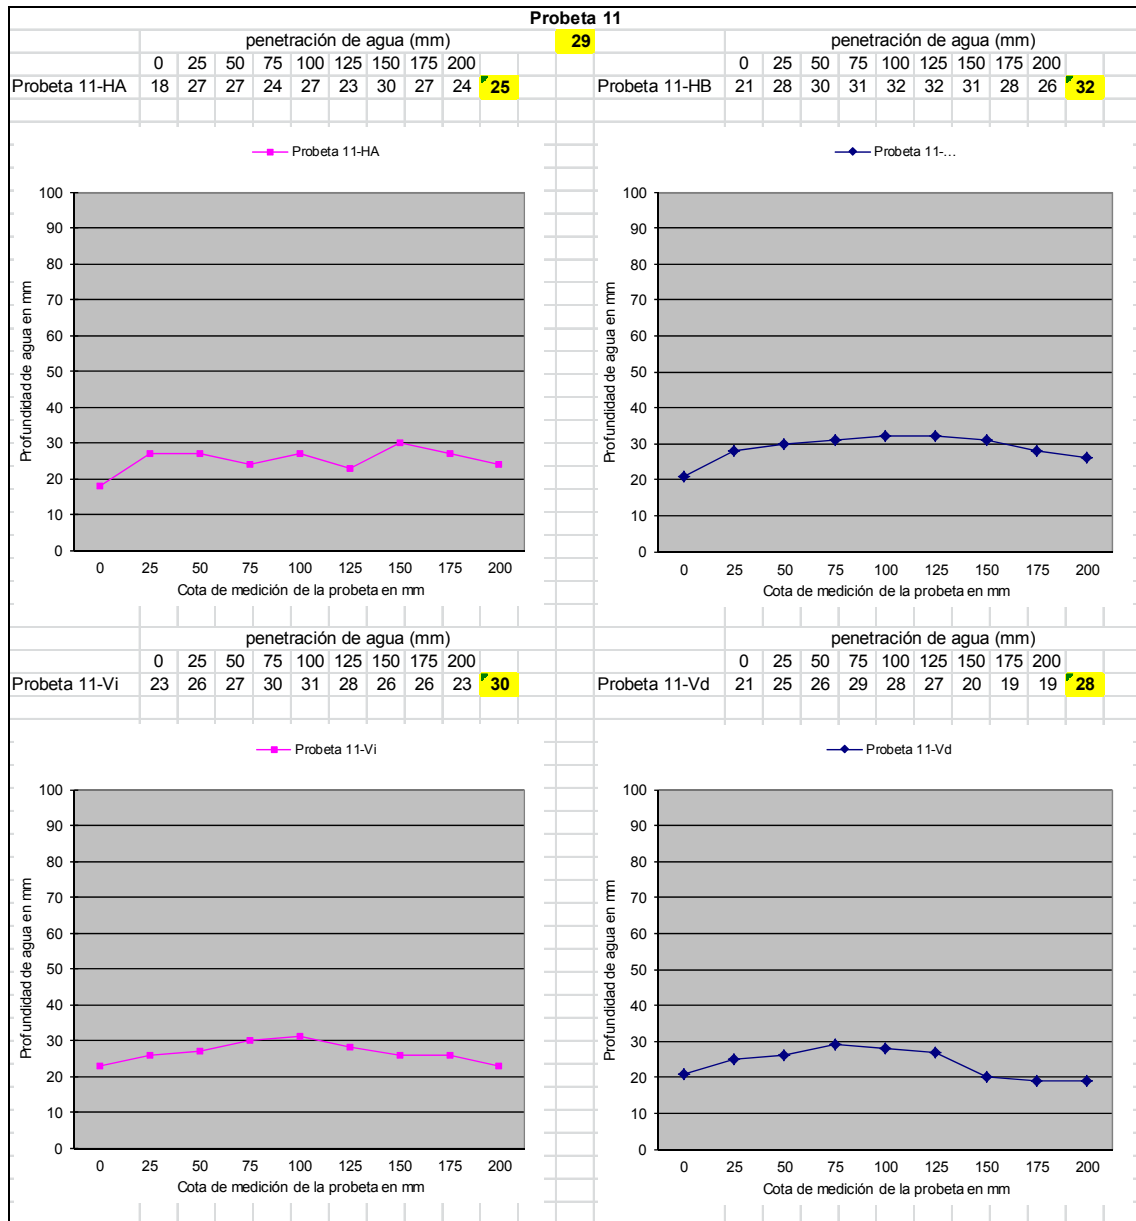 Probeta 11
penetración de agua (mm) 29 penetración de agua (mm)
0 25 50 75 100 125 150 175 200 0 25 50 75 100 125 150 175 200
Probeta 11-HA 18 27 27 24 27 23 30 27 24 25 Probeta 11-HB 21 28 30 31 32 32 31 28 26 32
Probeta 11-HA
100
90
80
70
60
50
40
30
20
10
0
Profundidad de agua en mm
0 25 50 75 100 125 150 175 200
Cota de medición de la probeta en mm
Probeta 11-...
100
90
80
70
60
50
40
30
20
10
0
Profundidad de agua en mm
0 25 50 75 100 125 150 175 200
Cota de medición de la probeta en mm
penetración de agua (mm) penetración de agua (mm)
0 25 50 75 100 125 150 175 200 0 25 50 75 100 125 150 175 200
Probeta 11-Vi 23 26 27 30 31 28 26 26 23 30 Probeta 11-Vd 21 25 26 29 28 27 20 19 19 28
Probeta 11-Vi
100
90
80
70
60
50
40
30
20
10
0
Profundidad de agua en mm
0 25 50 75 100 125 150 175 200
Cota de medición de la probeta en mm
Probeta 11-Vd
100
90
80
70
60
50
40
30
20
10
0
Profundidad de agua en mm
0 25 50 75 100 125 150 175 200
Cota de medición de la probeta en mm